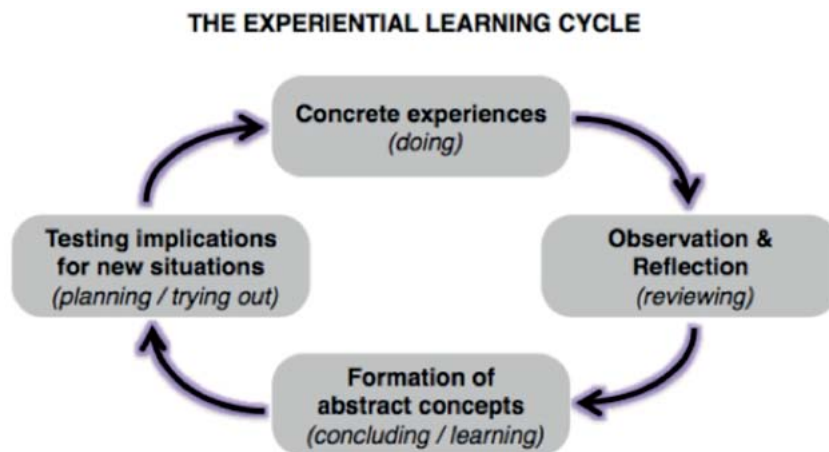 THE EXPERIENTIAL LEARNING CYCLE
Concrete experiences
(doing)
Observation &
Reflection
(reviewing)
Formation of
abstract concepts
(concluding / learning)
Testing implications
for new situations
(planning / trying out)